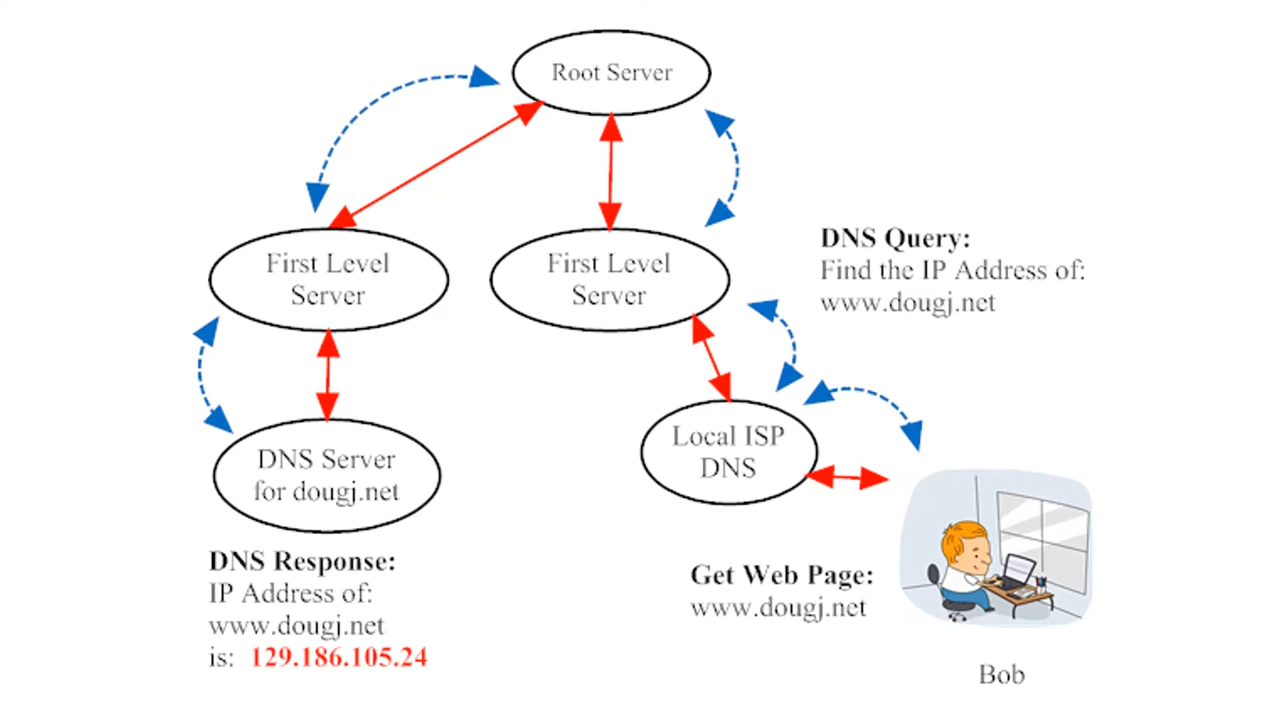 Root Server
First Level
Server
First Level
Server
DNS Query:
Find the IP Address of:
www.dougj.net
Local ISP
DNS
DNS Server
for dougj.net
DNS Response:
IP Address of:
www.dougj.net
is: 129.186.105.24
Get Web Page:
www.dougj.net
Bob